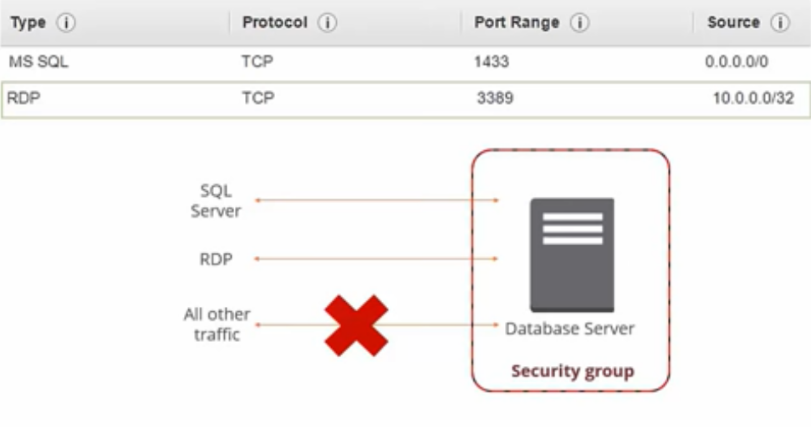 Type Protocol Port Range Source
MS SQL TCP 1433 0.0.0.0/0
RDP TCP 3389 10.0.0.0/32
SQL
Server
RDP
All other
traffic
Database Server
Security group